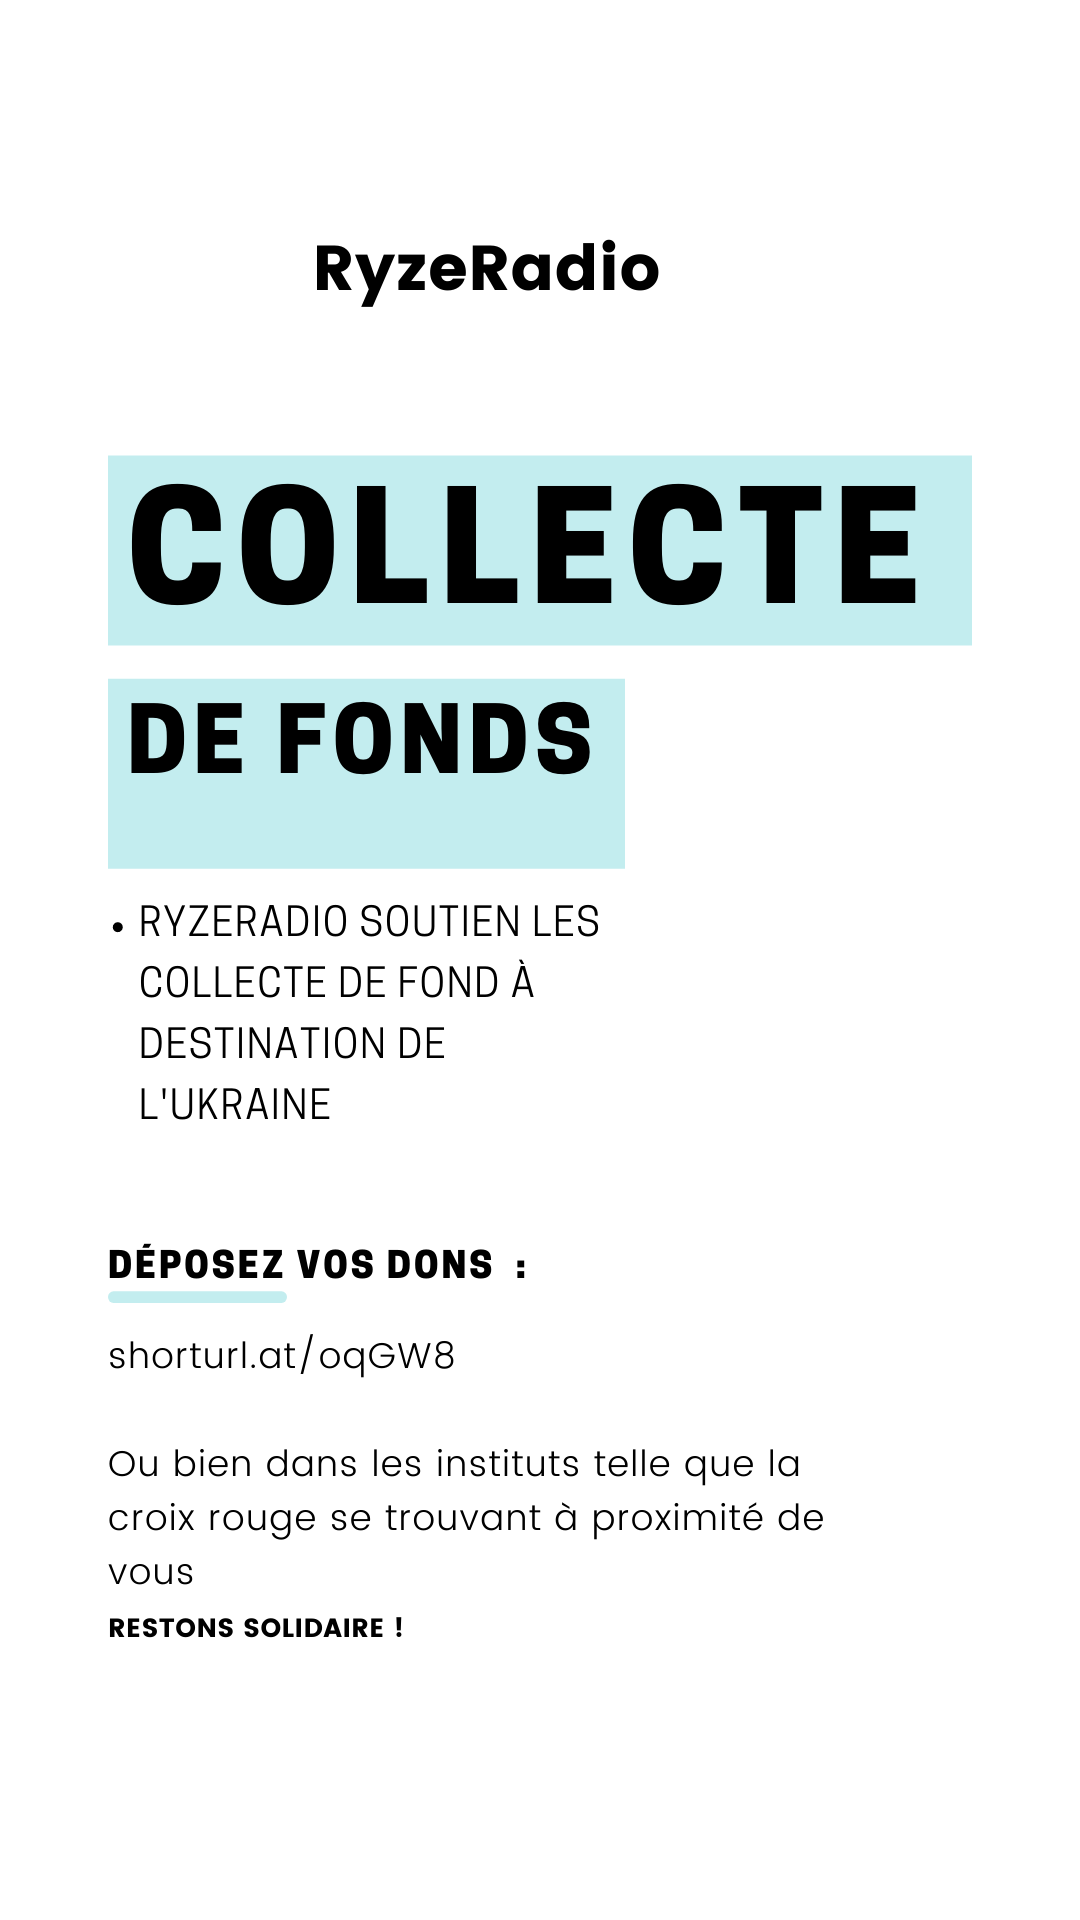 RyzeRadio
COLLECTE
DE FONDS
• RYZERADIO SOUTIEN LES
COLLECTE DE FOND À
DESTINATION DE
L'UKRAINE
DÉPOSEZ VOS DONS :
shorturl.at/oqGW8
Ou bien dans les instituts telle que la
croix rouge se trouvant à proximité de
vous
RESTONS SOLIDAIRE !